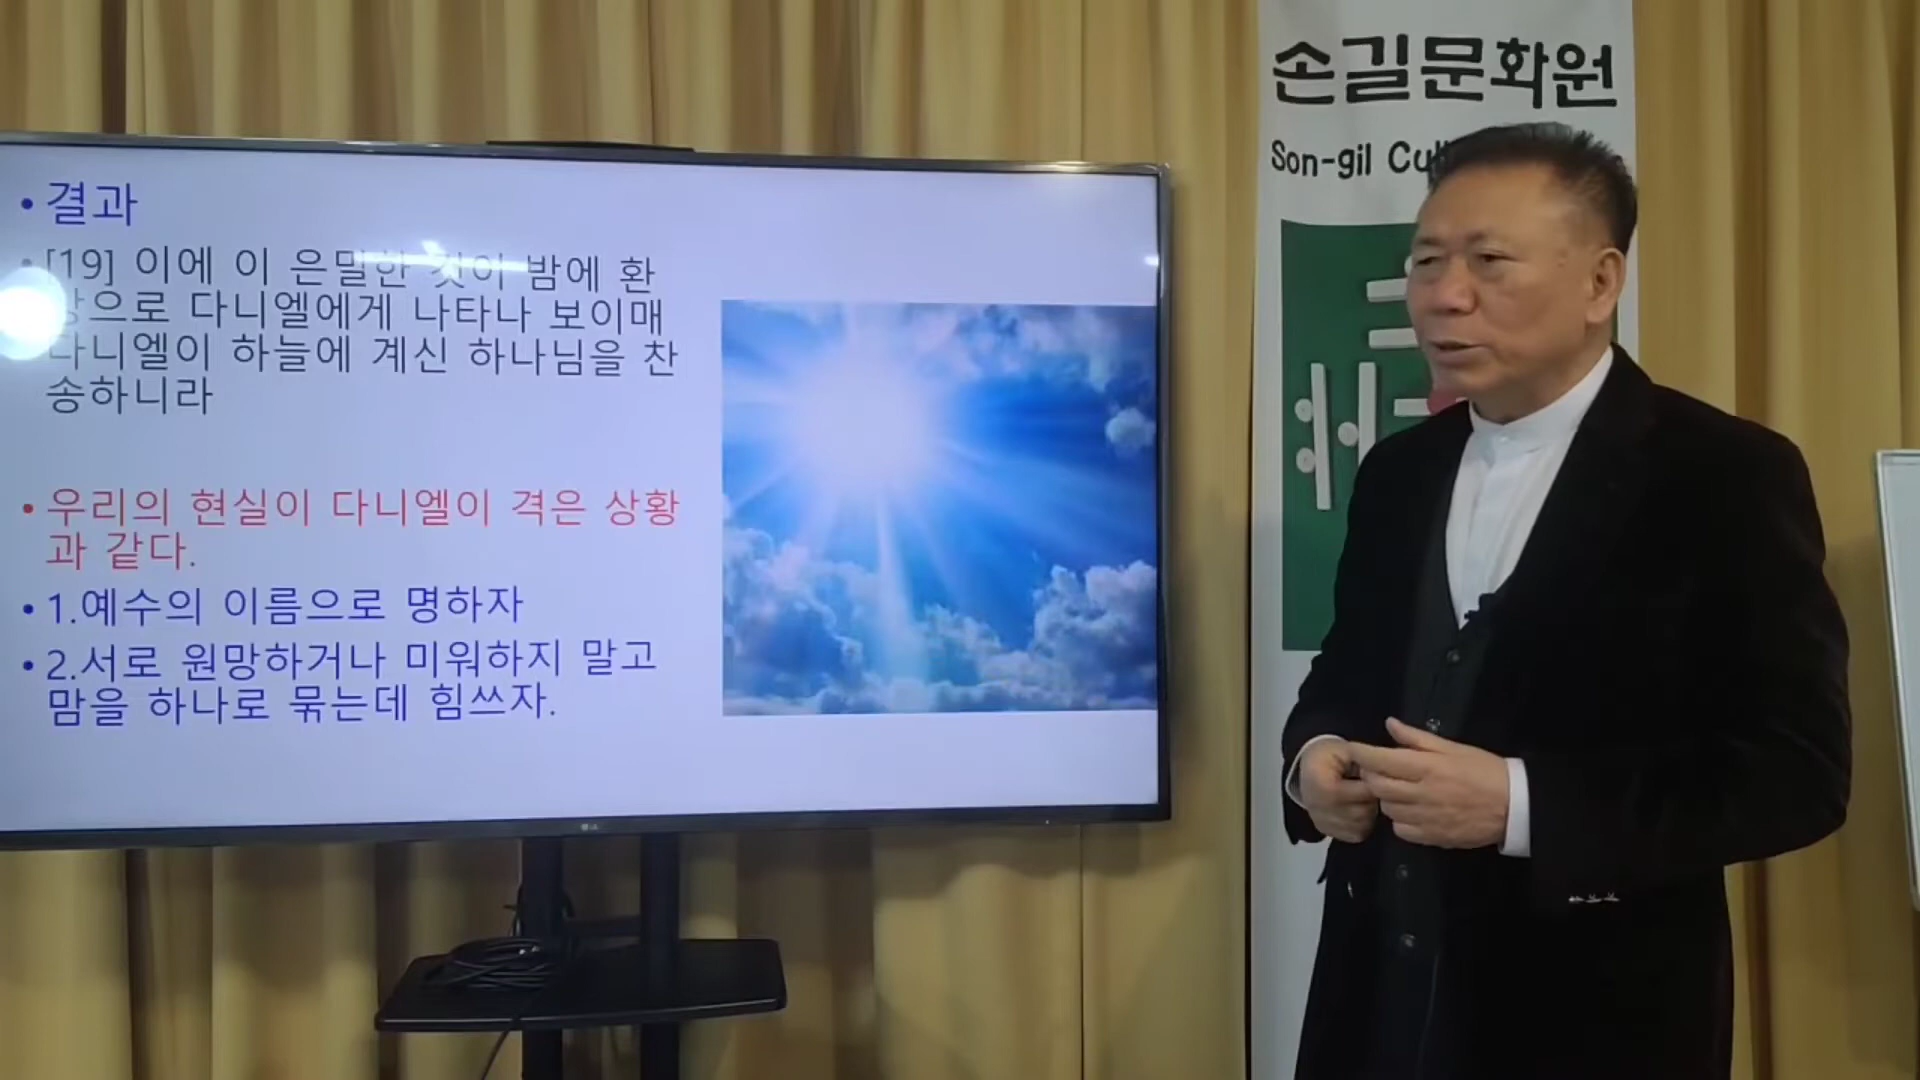 손길문화원
Son-gil
• 결과
• [19] 이에 이 은밀한 것이 밤에 환
상으로 다니엘에게 나타나 보이매
다니엘이 하늘에 계신 하나님을 찬
송하니라
• 우리의 현실이 다니엘이 격은 상황
과 같다.
• 1.예수의 이름으로 명하자
• 2.서로 원망하거나 미워하지 말고
맘을 하나로 묶는데 힘쓰자.
LG